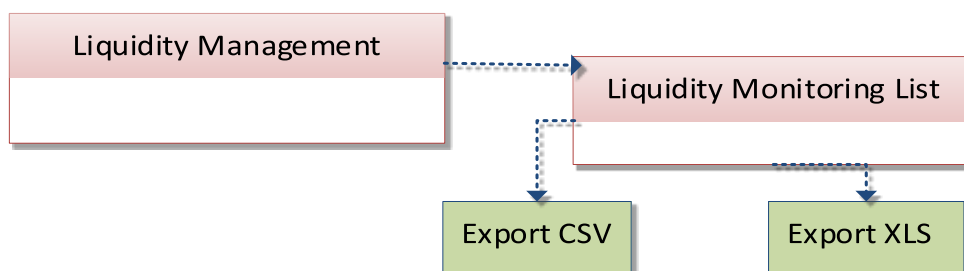 Liquidity Management
Liquidity Monitoring List
Export CSV
Export XLS